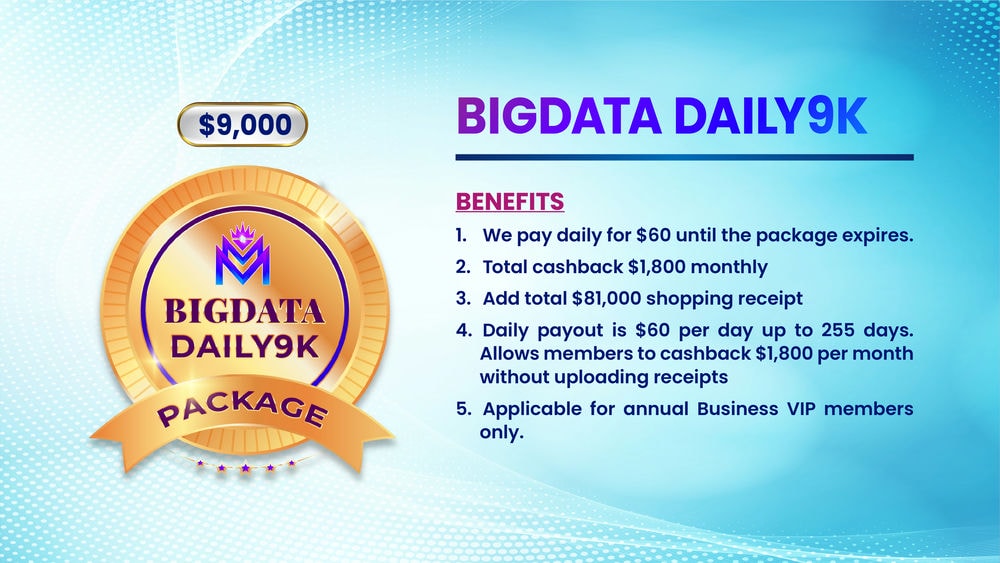 $9,000
BIGDATA
DAILY9K
PACKAGE
BIGDATA DAILY9K
BENEFITS
1. We pay daily for $60 until the package expires.
2. Total cashback $1,800 monthly
3. Add total $81,000 shopping receipt
4. Daily payout is $60 per day up to 255 days.
Allows members to cashback $1,800 per month
without uploading receipts
5. Applicable for annual Business VIP members
only.